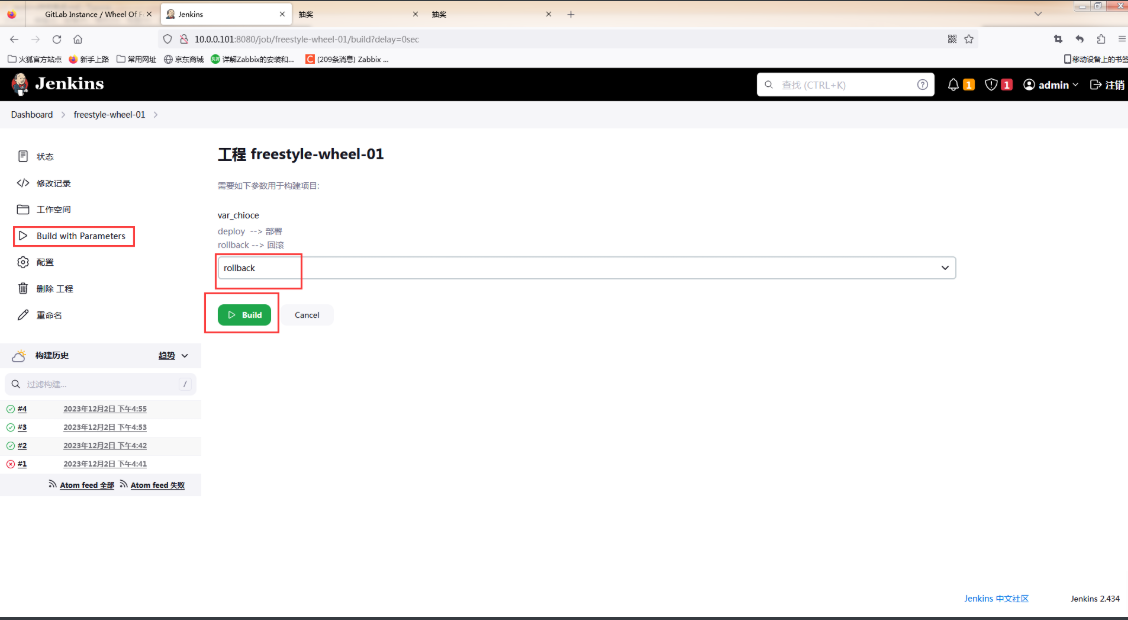 GitLab Instance / Wheel Of F
Jenkins
抽奖
抽奖
10.0.0.101:8080/job/freestyle-wheel-01/build?delay=0sec
火狐官方站点 新手上路 常用网址 京东商城 详解Zabbix的安装和... (209条消息) Zabbix ... 移动设备上的书签
Jenkins
查找 (CTRL+K)
1
1
admin
注销
Dashboard freestyle-wheel-01
状态
修改记录
工作空间
Build with Parameters
配置
删除 工程
重命名
构建历史 趋势
过滤构建... /
#4 2023年12月2日 下午4:55
#3 2023年12月2日 下午4:53
#2 2023年12月2日 下午4:42
#1 2023年12月2日 下午4:41
Atom feed 全部 Atom feed 失败
工程 freestyle-wheel-01
需要如下参数用于构建项目:
var_chioce
deploy --> 部署
rollback --> 回滚
rollback
Build Cancel
Jenkins 中文社区 Jenkins 2.434